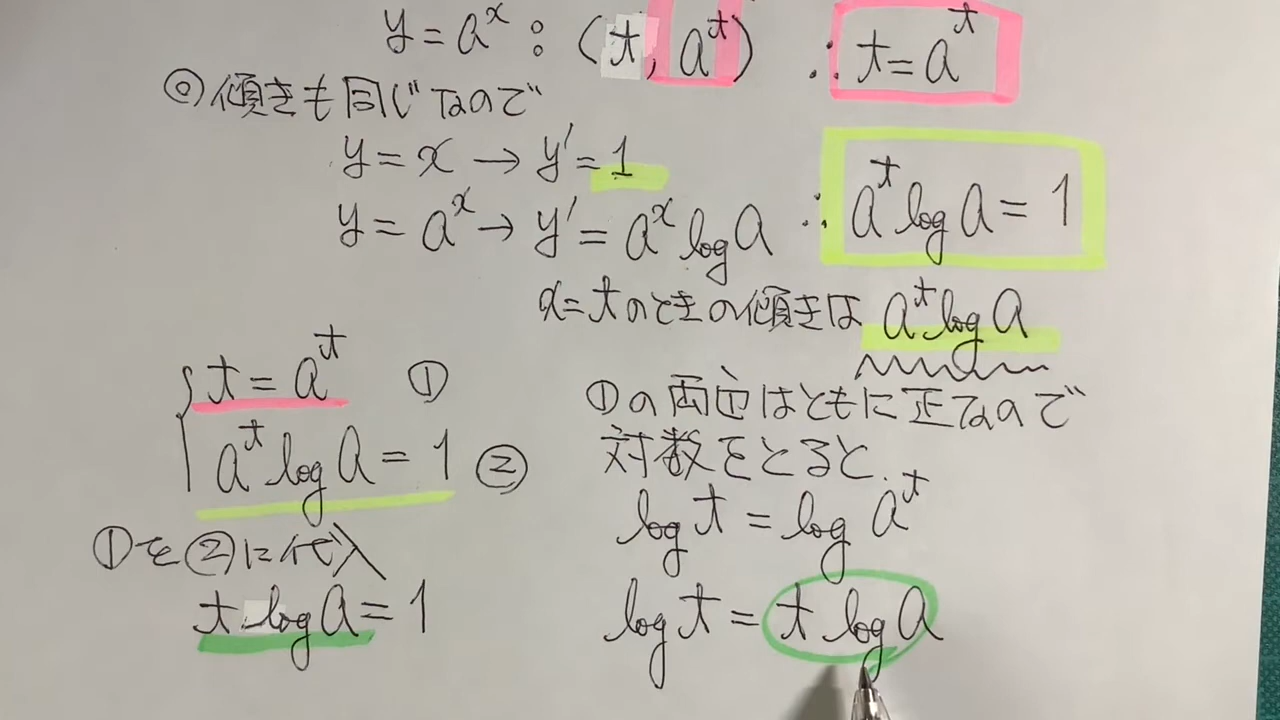 y = a^x : (t, a^t) ∴ t = a^t
◎傾きも同じなので
y = x → y' = 1
y = a^x → y' = a^x log a ∴ a^t log a = 1
x = t のときの傾きは a^t log a
t = a^t ①
a^t log a = 1 ②
①を②に代入
t log a = 1
①の両辺はともに正なので
対数をとると.
log t = log a^t
log t = t log a